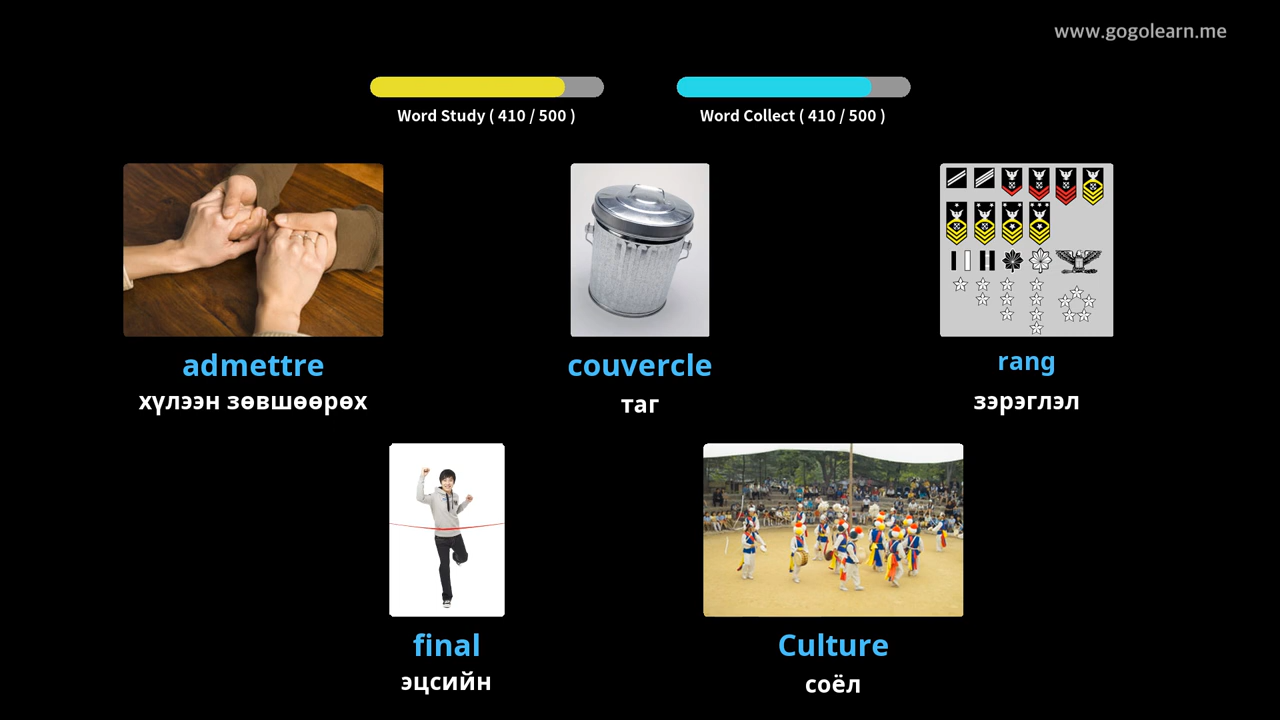 www.gogolearn.me
Word Study ( 410 / 500 )
Word Collect ( 410 / 500 )
admettre
хүлээн зөвшөөрөх
couvercle
таг
rang
зэрэглэл
final
эцсийн
Culture
соёл